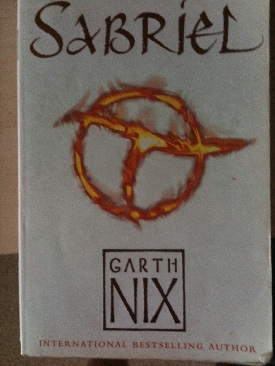 SABRIEL
GARTH
NIX
INTERNATIONAL BESTSELLING AUTHOR